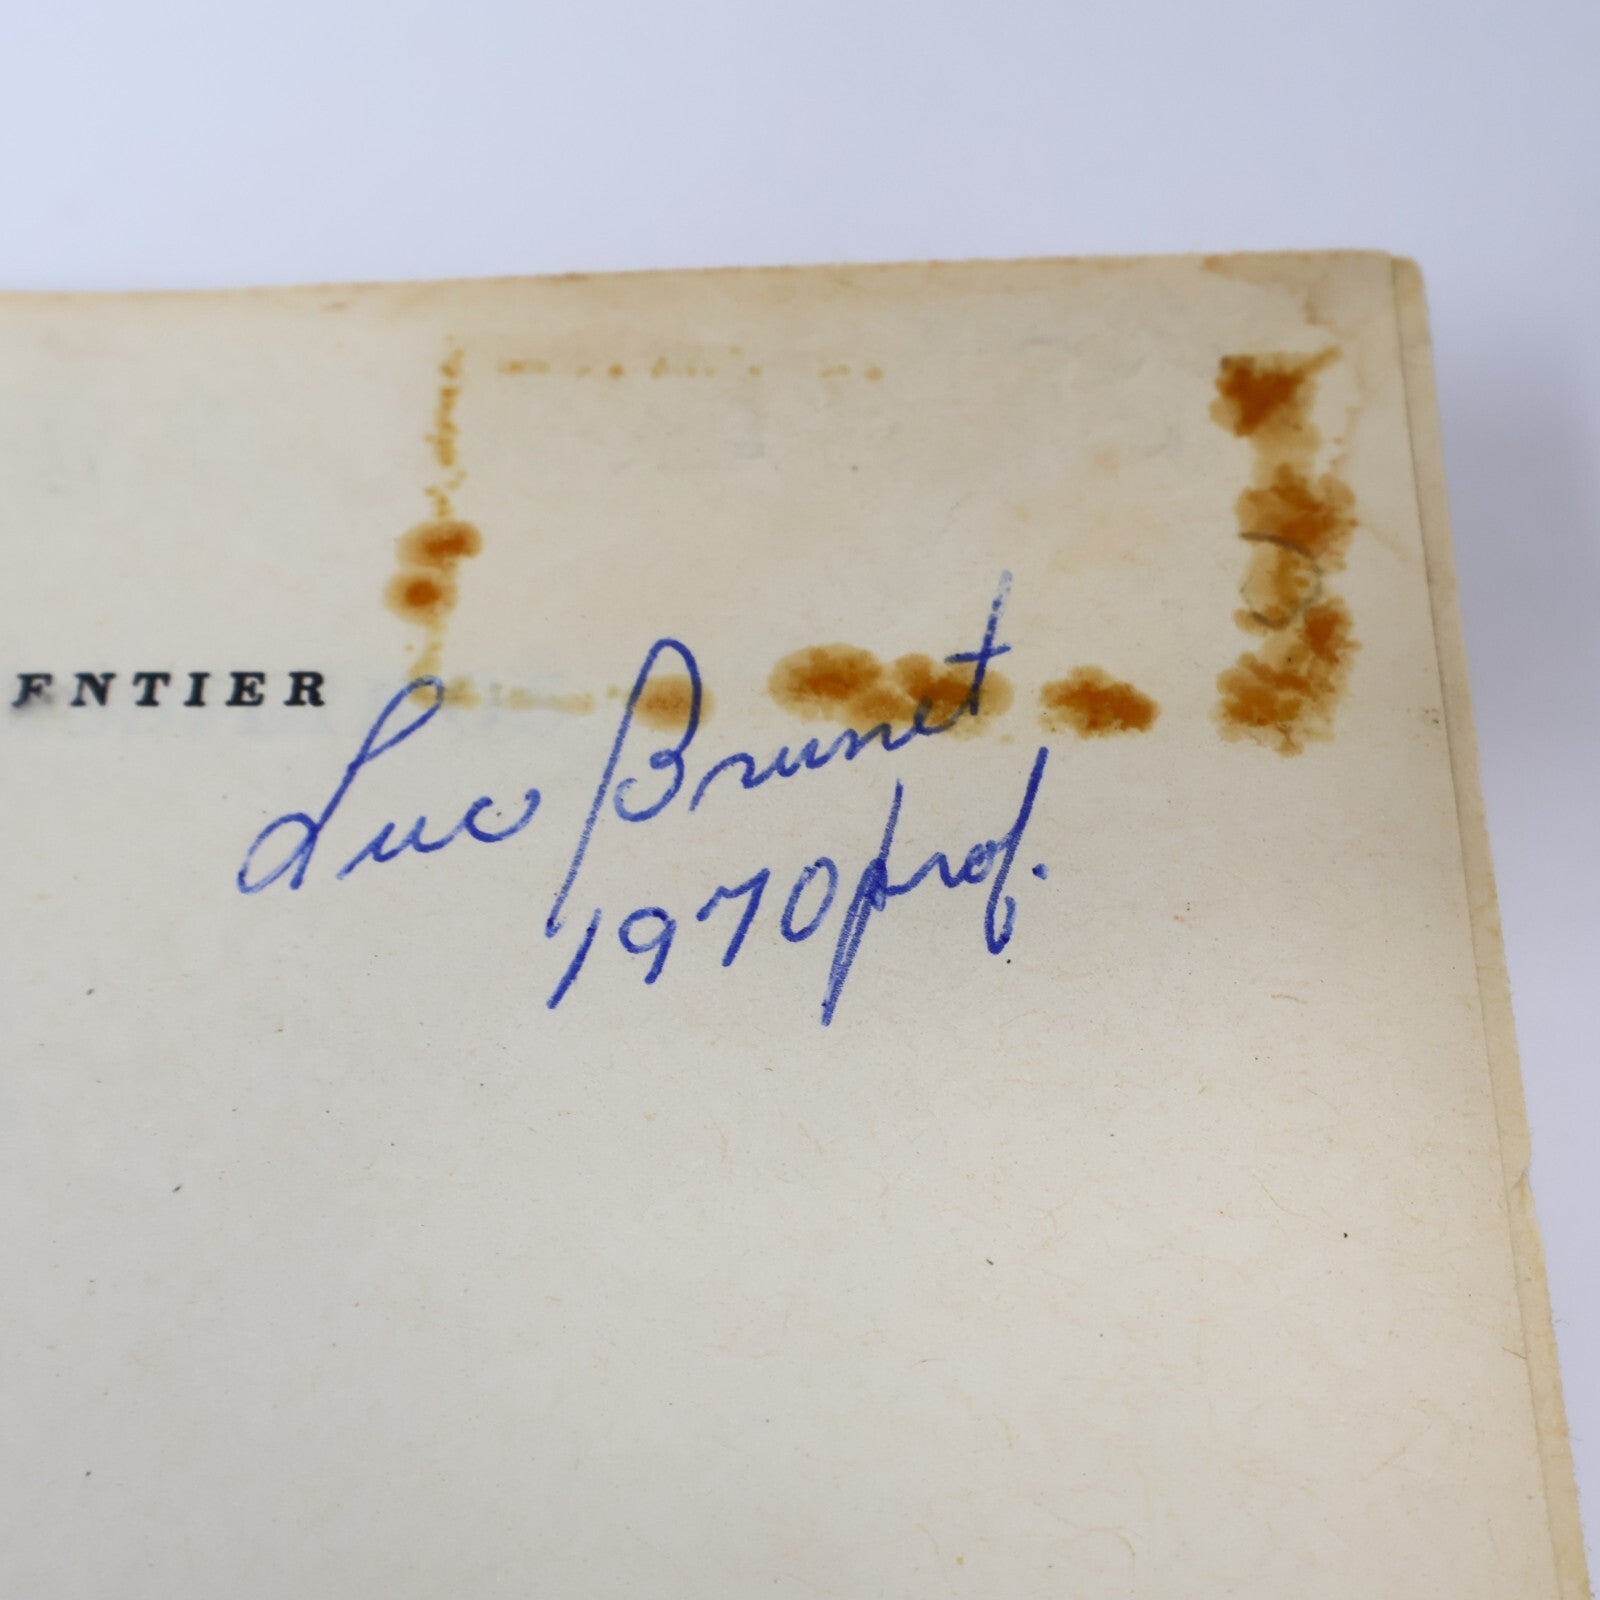 ENTIER
Luc Brunet
1970 prof.